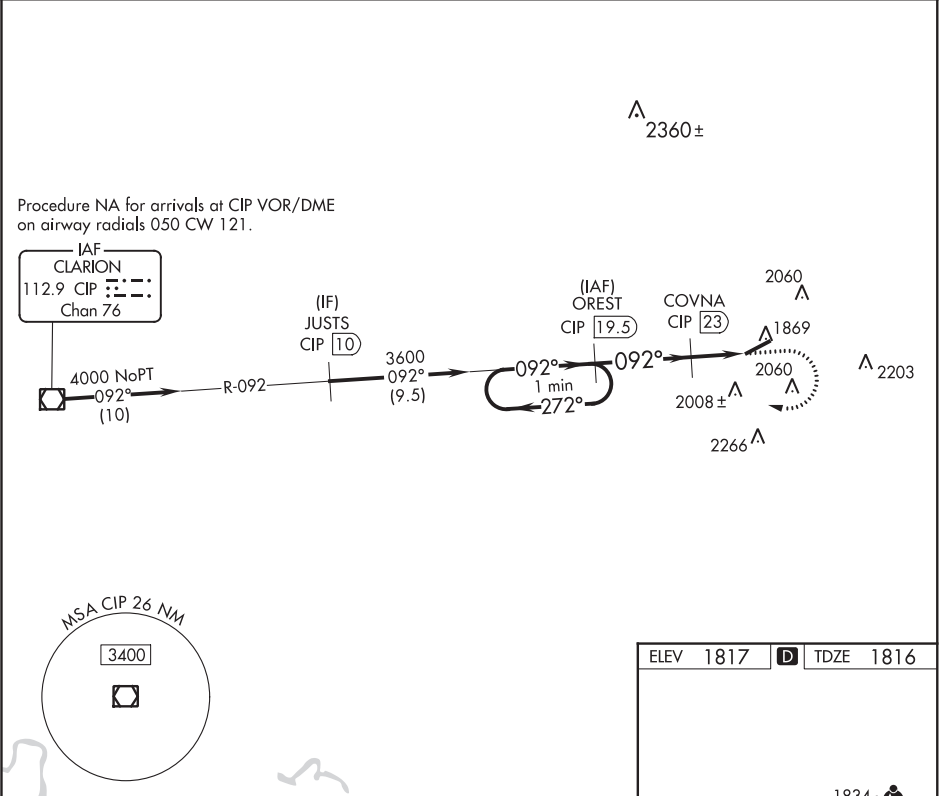 2360 ±
Procedure NA for arrivals at CIP VOR/DME
on airway radials 050 CW 121.
IAF
CLARION
112.9 CIP
Chan 76
(IF)
JUSTS
CIP 10
(IAF)
OREST
CIP 19.5
COVNA
CIP 23
2060
1869
4000 NoPT
092°
(10)
R-092
3600
092°
(9.5)
092°
1 min
272°
092°
2060
2203
2008 ±
2266
MSA CIP 26 NM
3400
ELEV 1817 D TDZE 1816